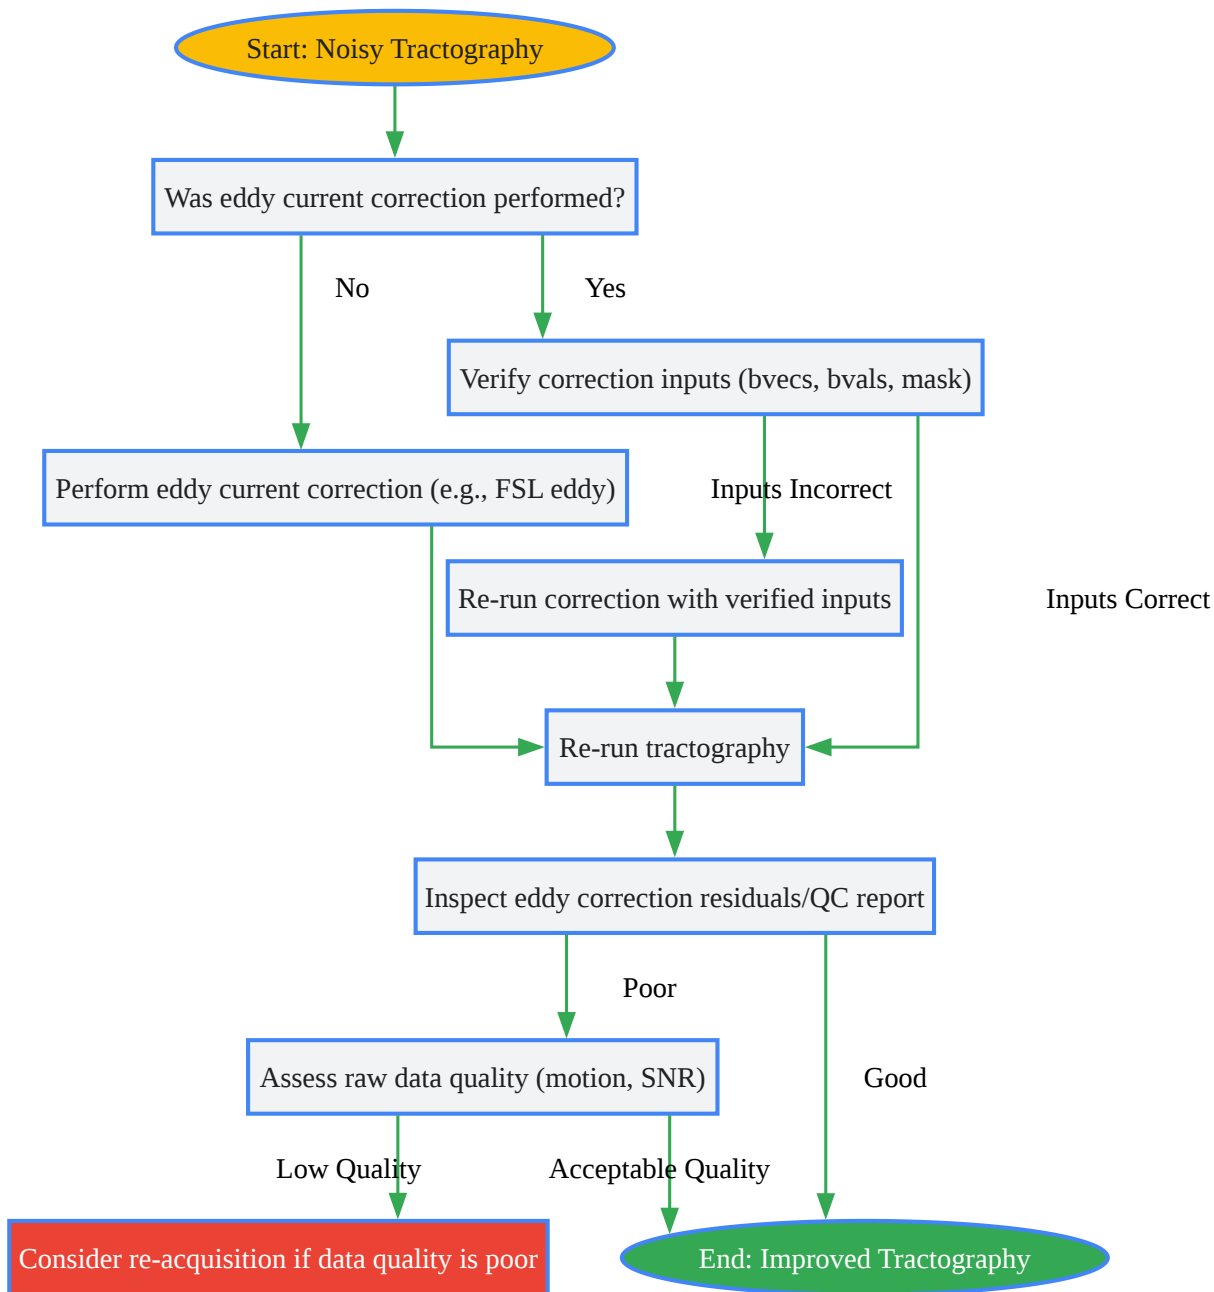 Start: Noisy Tractography
Was eddy current correction performed?
No
Yes
Verify correction inputs (bvecs, bvals, mask)
Perform eddy current correction (e.g., FSL eddy)
Inputs Incorrect
Re-run correction with verified inputs
Inputs Correct
Re-run tractography
Inspect eddy correction residuals/QC report
Poor
Assess raw data quality (motion, SNR)
Good
Low Quality
Acceptable Quality
Consider re-acquisition if data quality is poor
End: Improved Tractography